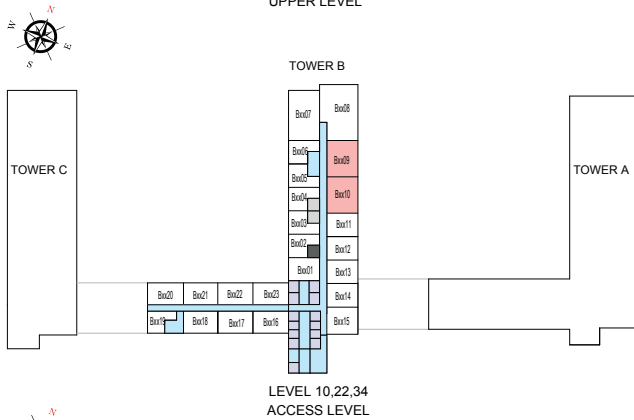 UPPER LEVEL
N
W
E
S
TOWER B
Bxx07
Bxx08
TOWER C
TOWER A
Bxx06
Bxx09
Bxx05
Bxx04
Bxx10
Bxx03
Bxx11
Bxx02
Bxx12
Bxx01
Bxx13
Bxx20 Bxx21 Bxx22 Bxx23
Bxx14
Bxx19 Bxx18 Bxx17 Bxx16
Bxx15
LEVEL 10,22,34
ACCESS LEVEL
N